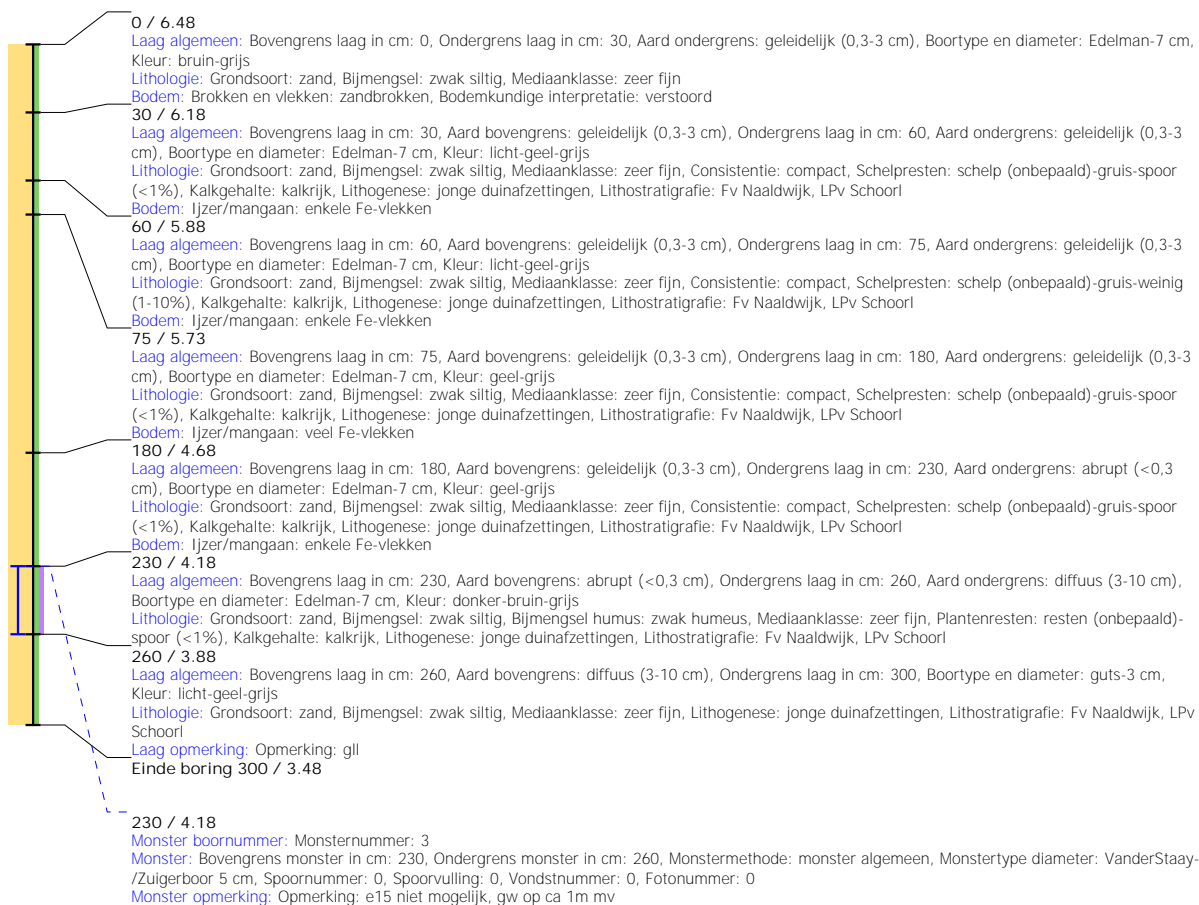 0 / 6.48
Laag algemeen: Bovengrens laag in cm: 0, Ondergrens laag in cm: 30, Aard ondergrens: geleidelijk (0,3-3 cm), Boortype en diameter: Edelman-7 cm,
Kleur: bruin-grijs
Lithologie: Grondsoort: zand, Bijmengsel: zwak siltig, Mediaanklasse: zeer fijn
Bodem: Brokken en vlekken: zandbrokken, Bodemkundige interpretatie: verstoord
30 / 6.18
Laag algemeen: Bovengrens laag in cm: 30, Aard bovengrens: geleidelijk (0,3-3 cm), Ondergrens laag in cm: 60, Aard ondergrens: geleidelijk (0,3-3
cm), Boortype en diameter: Edelman-7 cm, Kleur: licht-geel-grijs
Lithologie: Grondsoort: zand, Bijmengsel: zwak siltig, Mediaanklasse: zeer fijn, Consistentie: compact, Schelpresten: schelp (onbepaald)-gruis-spoor
(<1%), Kalkgehalte: kalkrijk, Lithogenese: jonge duinafzettingen, Lithostratigrafie: Fv Naaldwijk, LPv Schoorl
Bodem: Ijzer/mangaan: enkele Fe-vlekken
60 / 5.88
Laag algemeen: Bovengrens laag in cm: 60, Aard bovengrens: geleidelijk (0,3-3 cm), Ondergrens laag in cm: 75, Aard ondergrens: geleidelijk (0,3-3
cm), Boortype en diameter: Edelman-7 cm, Kleur: licht-geel-grijs
Lithologie: Grondsoort: zand, Bijmengsel: zwak siltig, Mediaanklasse: zeer fijn, Consistentie: compact, Schelpresten: schelp (onbepaald)-gruis-weinig
(1-10%), Kalkgehalte: kalkrijk, Lithogenese: jonge duinafzettingen, Lithostratigrafie: Fv Naaldwijk, LPv Schoorl
Bodem: Ijzer/mangaan: enkele Fe-vlekken
75 / 5.73
Laag algemeen: Bovengrens laag in cm: 75, Aard bovengrens: geleidelijk (0,3-3 cm), Ondergrens laag in cm: 180, Aard ondergrens: geleidelijk (0,3-3
cm), Boortype en diameter: Edelman-7 cm, Kleur: geel-grijs
Lithologie: Grondsoort: zand, Bijmengsel: zwak siltig, Mediaanklasse: zeer fijn, Consistentie: compact, Schelpresten: schelp (onbepaald)-gruis-spoor
(<1%), Kalkgehalte: kalkrijk, Lithogenese: jonge duinafzettingen, Lithostratigrafie: Fv Naaldwijk, LPv Schoorl
Bodem: Ijzer/mangaan: veel Fe-vlekken
180 / 4.68
Laag algemeen: Bovengrens laag in cm: 180, Aard bovengrens: geleidelijk (0,3-3 cm), Ondergrens laag in cm: 230, Aard ondergrens: abrupt (<0,3
cm), Boortype en diameter: Edelman-7 cm, Kleur: geel-grijs
Lithologie: Grondsoort: zand, Bijmengsel: zwak siltig, Mediaanklasse: zeer fijn, Consistentie: compact, Schelpresten: schelp (onbepaald)-gruis-spoor
(<1%), Kalkgehalte: kalkrijk, Lithogenese: jonge duinafzettingen, Lithostratigrafie: Fv Naaldwijk, LPv Schoorl
Bodem: Ijzer/mangaan: enkele Fe-vlekken
230 / 4.18
Laag algemeen: Bovengrens laag in cm: 230, Aard bovengrens: abrupt (<0,3 cm), Ondergrens laag in cm: 260, Aard ondergrens: diffuus (3-10 cm),
Boortype en diameter: Edelman-7 cm, Kleur: donker-bruin-grijs
Lithologie: Grondsoort: zand, Bijmengsel: zwak siltig, Bijmengsel humus: zwak humeus, Mediaanklasse: zeer fijn, Plantenresten: resten (onbepaald)-
spoor (<1%), Kalkgehalte: kalkrijk, Lithogenese: jonge duinafzettingen, Lithostratigrafie: Fv Naaldwijk, LPv Schoorl
260 / 3.88
Laag algemeen: Bovengrens laag in cm: 260, Aard bovengrens: diffuus (3-10 cm), Ondergrens laag in cm: 300, Boortype en diameter: guts-3 cm,
Kleur: licht-geel-grijs
Lithologie: Grondsoort: zand, Bijmengsel: zwak siltig, Mediaanklasse: zeer fijn, Lithogenese: jonge duinafzettingen, Lithostratigrafie: Fv Naaldwijk, LPv
Schoorl
Laag opmerking: Opmerking: gll
Einde boring 300 / 3.48
230 / 4.18
Monster boornummer: Monsternummer: 3
Monster: Bovengrens monster in cm: 230, Ondergrens monster in cm: 260, Monstermethode: monster algemeen, Monstertype diameter: VanderStaay-
/Zuigerboor 5 cm, Spoornummer: 0, Spoorvulling: 0, Vondstnummer: 0, Fotonummer: 0
Monster opmerking: Opmerking: e15 niet mogelijk, gw op ca 1m mv